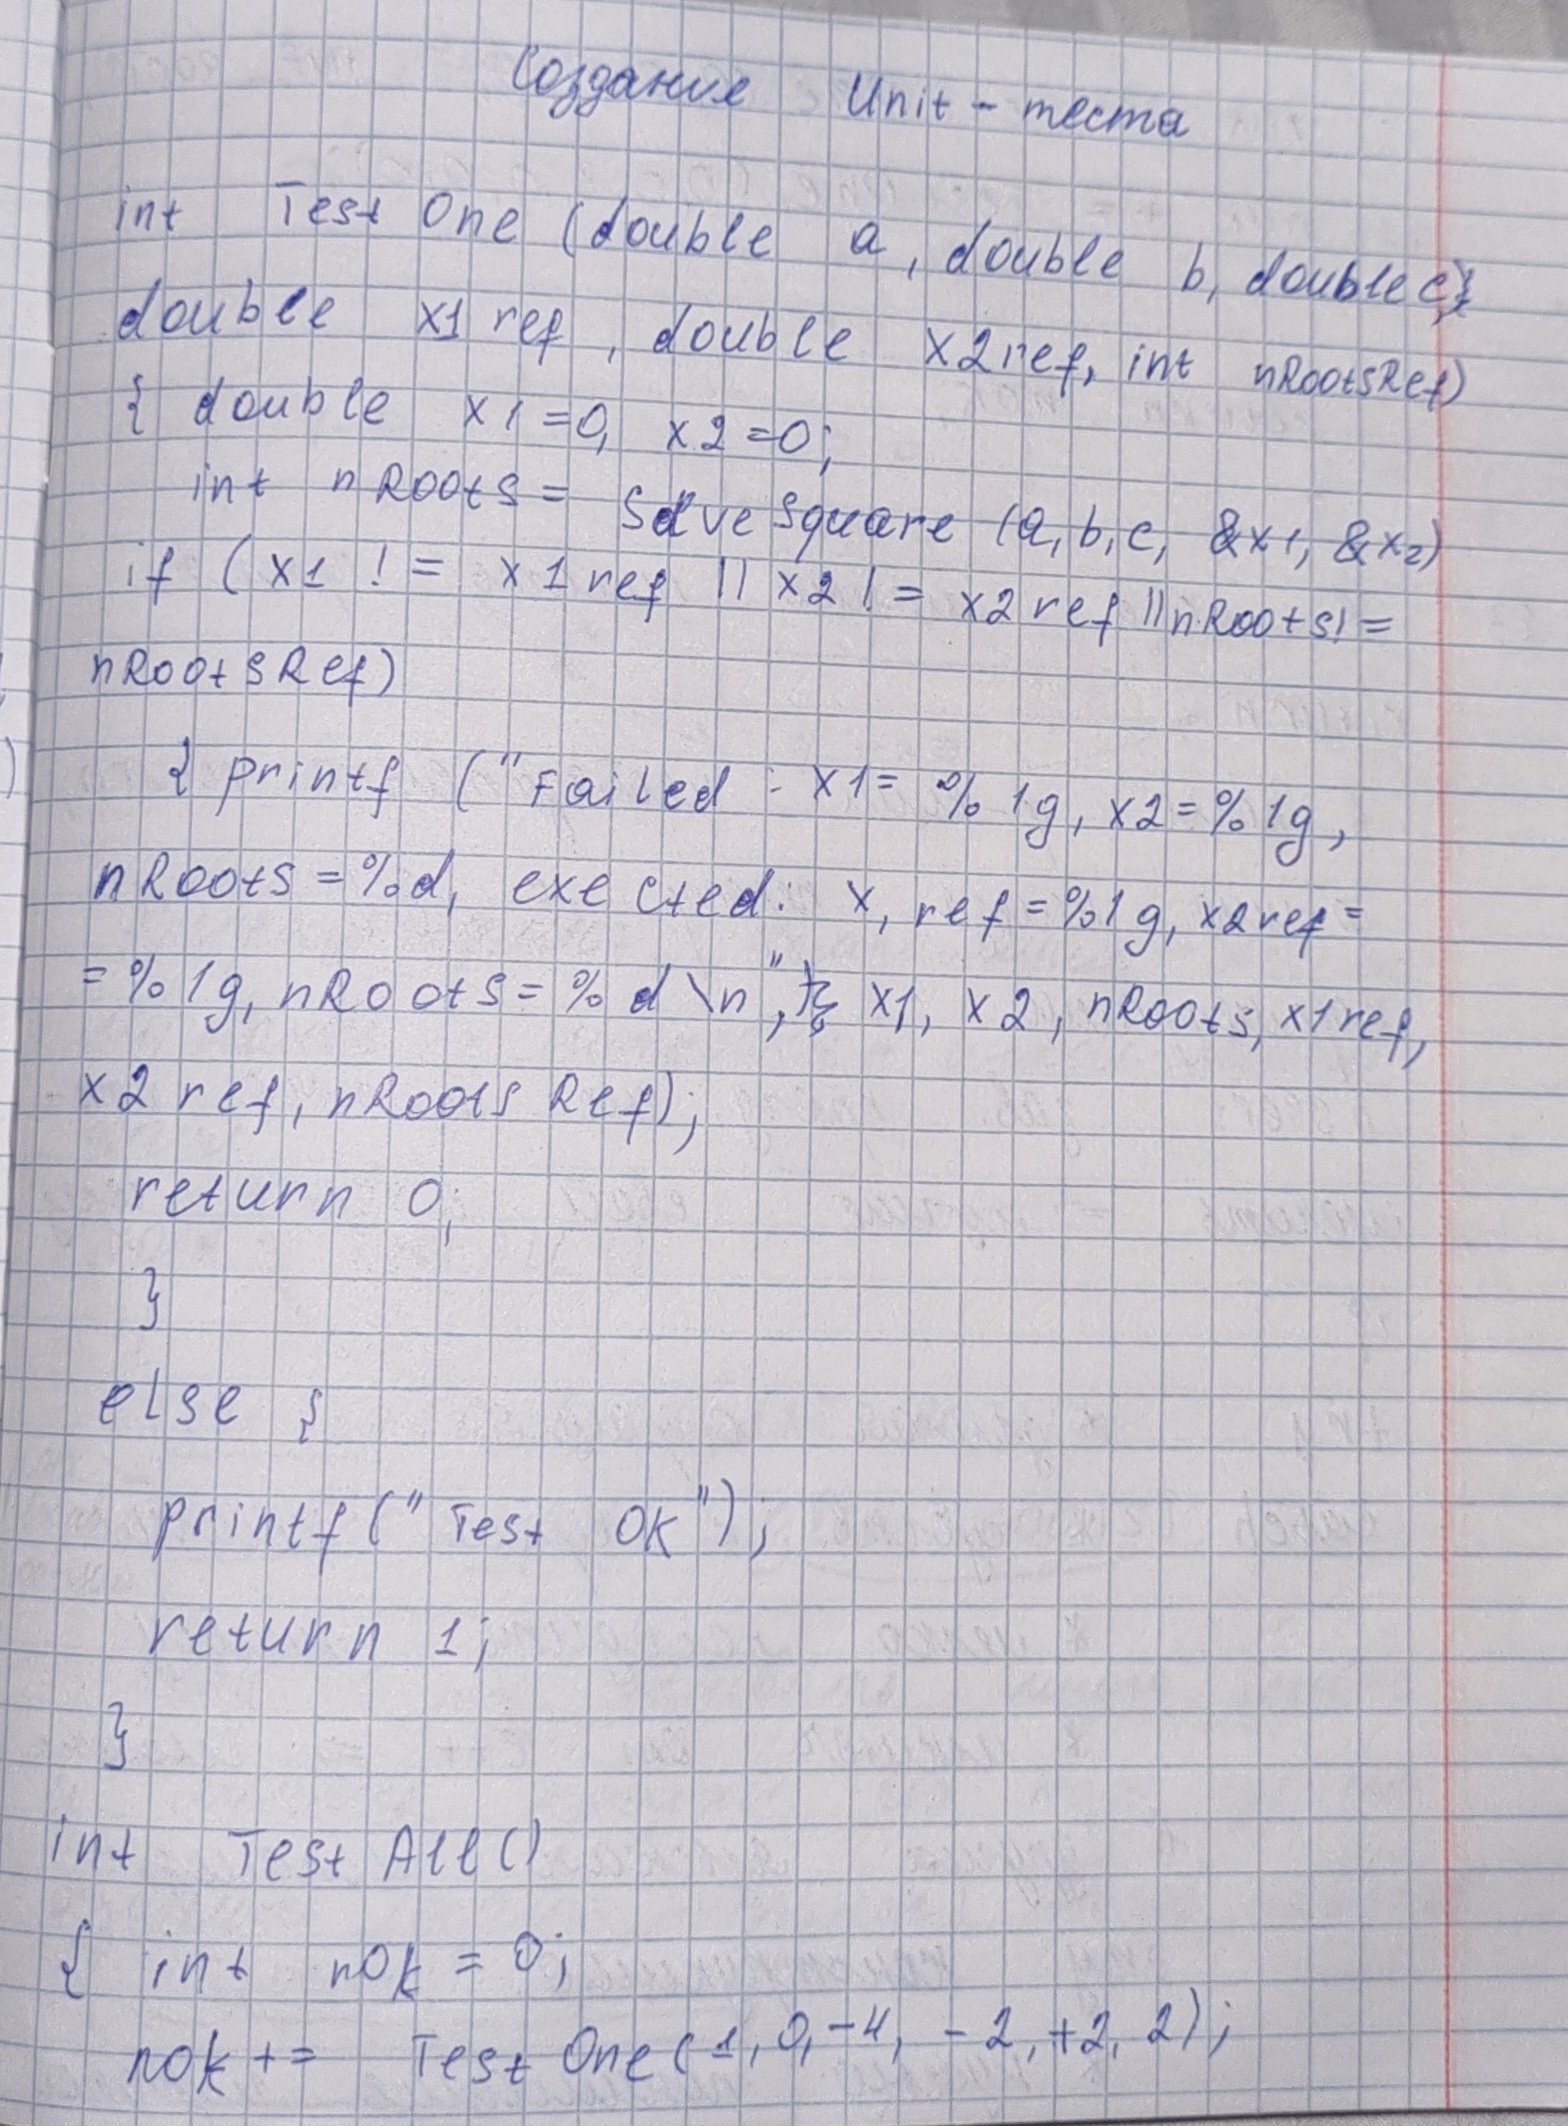 Создание Unit - теста
int Test One (double a, double b, double c,
double x1 ref, double x2ref, int nRootsRef)
{ double x1=0, x2=0;
int nRoots = Solve Square (a, b, c, &x1, &x2)
if (x1 != x1 ref || x2 != x2 ref || nRoots !=
nRootsRef)
{ printf ("Failed : x1= %lg, x2=%lg,
nRoots =%d, exected: x, ref =%lg, x2ref =
=%lg, nRoots = %d \n", x1, x2, nRoots, x1ref,
x2 ref, nRoots Ref);
return 0;
}
else {
printf (" Test OK");
return 1;
}
int Test All ()
{ int nOk = 0;
nOk += Test One (1, 0, -4, -2, +2, 2);